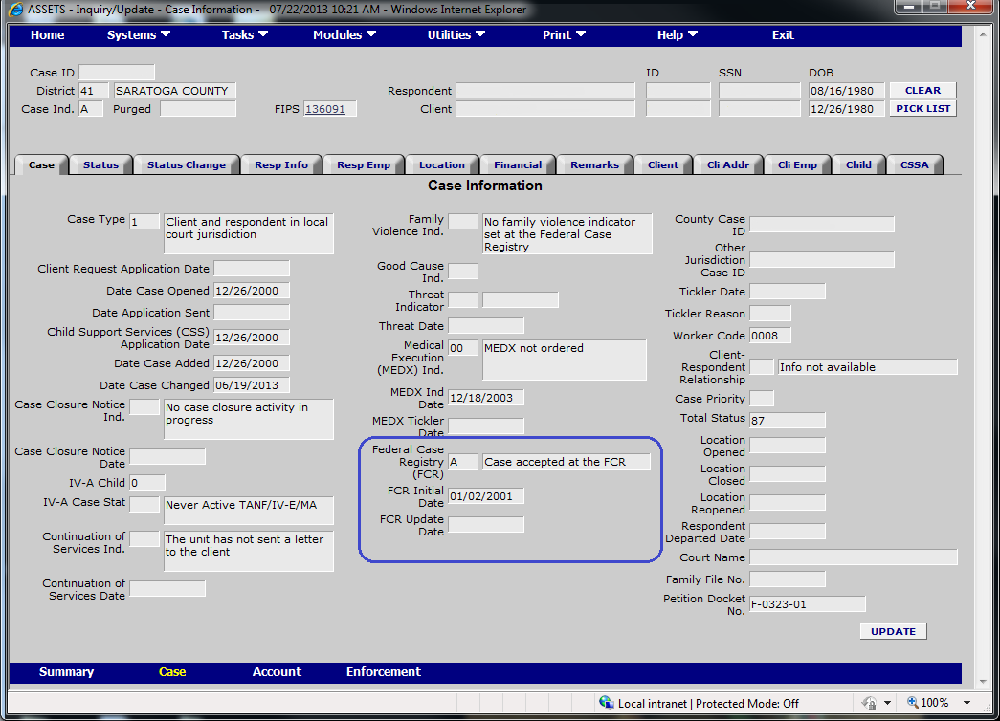 ASSETS - Inquiry/Update - Case Information - 07/22/2013 10:21 AM - Windows Internet Explorer
Home Systems Tasks Modules Utilities Print Help Exit
Case ID ID SSN DOB
District 41 SARATOGA COUNTY Respondent 08/16/1980 CLEAR
Case Ind. A Purged FIPS 136091 Client 12/26/1980 PICK LIST
Case Status Status Change Resp Info Resp Emp Location Financial Remarks Client Cli Addr Cli Emp Child CSSA
Case Information
Case Type 1 Client and respondent in local
court jurisdiction
Client Request Application Date
Date Case Opened 12/26/2000
Date Application Sent
Child Support Services (CSS)
Application Date 12/26/2000
Date Case Added 12/26/2000
Date Case Changed 06/19/2013
Case Closure Notice
Ind. No case closure activity in
progress
Case Closure Notice
Date
IV-A Child 0
IV-A Case Stat Never Active TANF/IV-E/MA
Continuation of
Services Ind. The unit has not sent a letter
to the client
Continuation of
Services Date
Family
Violence Ind. No family violence indicator
set at the Federal Case
Registry
Good Cause
Ind.
Threat
Indicator
Threat Date
Medical
Execution
(MEDX) Ind. 00 MEDX not ordered
MEDX Ind
Date 12/18/2003
MEDX Tickler
Date
Federal Case
Registry
(FCR) A Case accepted at the FCR
FCR Initial
Date 01/02/2001
FCR Update
Date
County Case
ID
Other
Jurisdiction
Case ID
Tickler Date
Tickler Reason
Worker Code 0008
Client-
Respondent
Relationship Info not available
Case Priority
Total Status 87
Location
Opened
Location
Closed
Location
Reopened
Respondent
Departed Date
Court Name
Family File No.
Petition Docket
No. F-0323-01
UPDATE
Summary Case Account Enforcement
Local intranet | Protected Mode: Off 100%